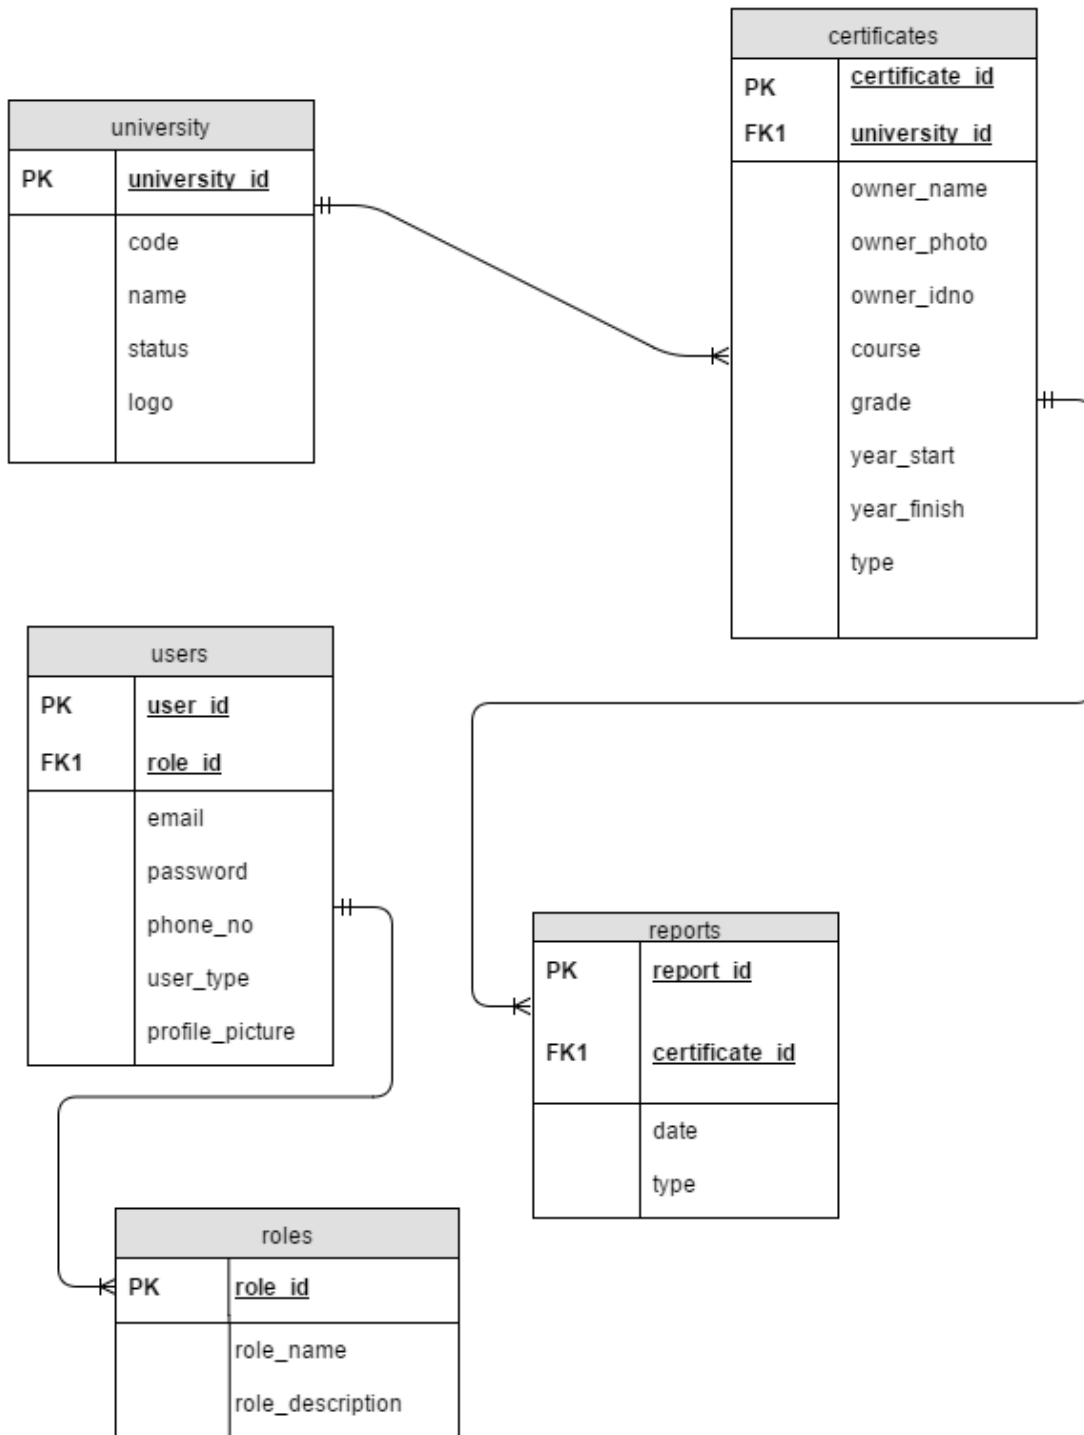 certificates
PK certificate_id
FK1 university_id
owner_name
owner_photo
owner_idno
course
grade
year_start
year_finish
type
university
PK university_id
code
name
status
logo
users
PK user_id
FK1 role_id
email
password
phone_no
user_type
profile_picture
reports
PK report_id
FK1 certificate_id
date
type
roles
PK role_id
role_name
role_description